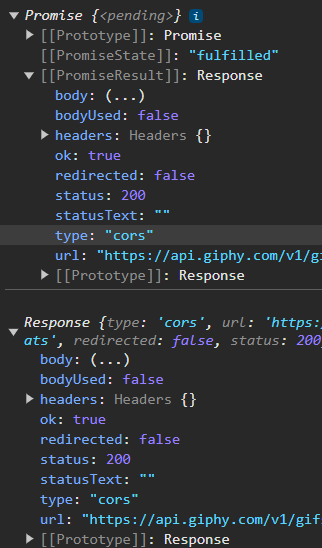 Promise {<pending>} i
[[Prototype]]: Promise
[[PromiseState]]: "fulfilled"
[[PromiseResult]]: Response
body: (...)
bodyUsed: false
headers: Headers {}
ok: true
redirected: false
status: 200
statusText: ""
type: "cors"
url: "https://api.giphy.com/v1/gi
[[Prototype]]: Response
Response {type: 'cors', url: 'https:/
ats', redirected: false, status: 200
body: (...)
bodyUsed: false
headers: Headers {}
ok: true
redirected: false
status: 200
statusText: ""
type: "cors"
url: "https://api.giphy.com/v1/gif
[[Prototype]]: Response